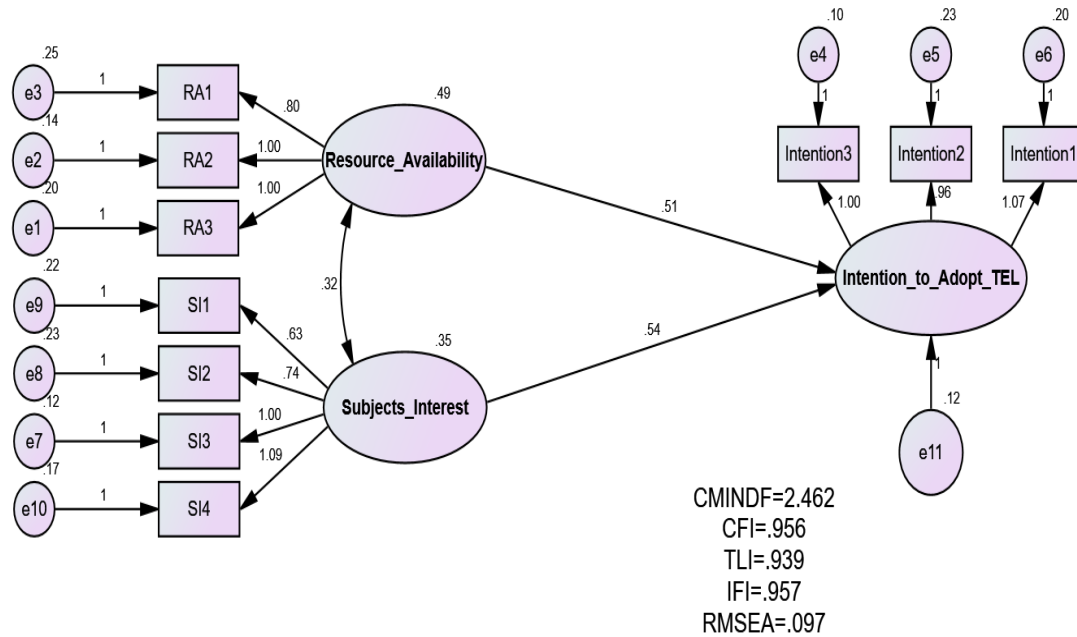 .25
e3
1
RA1
.80
.14
e2
1
RA2
1.00
.20
e1
1
RA3
1.00
.49
Resource_Availability
.32
.22
e9
1
SI1
.63
.23
e8
1
SI2
.74
.12
e7
1
SI3
1.00
.17
e10
1
SI4
1.09
.35
Subjects_Interest
.51
.54
.10
e4
1
Intention3
1.00
.23
e5
1
Intention2
.96
.20
e6
1
Intention1
1.07
Intention_to_Adopt_TEL
1
.12
e11
CMINDF=2.462
CFI=.956
TLI=.939
IFI=.957
RMSEA=.097